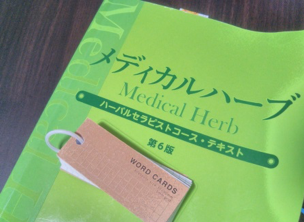 メディカルハーブ
Medical Herb
ハーバルセラピストコース・テキスト
第6版
WORD CARDS